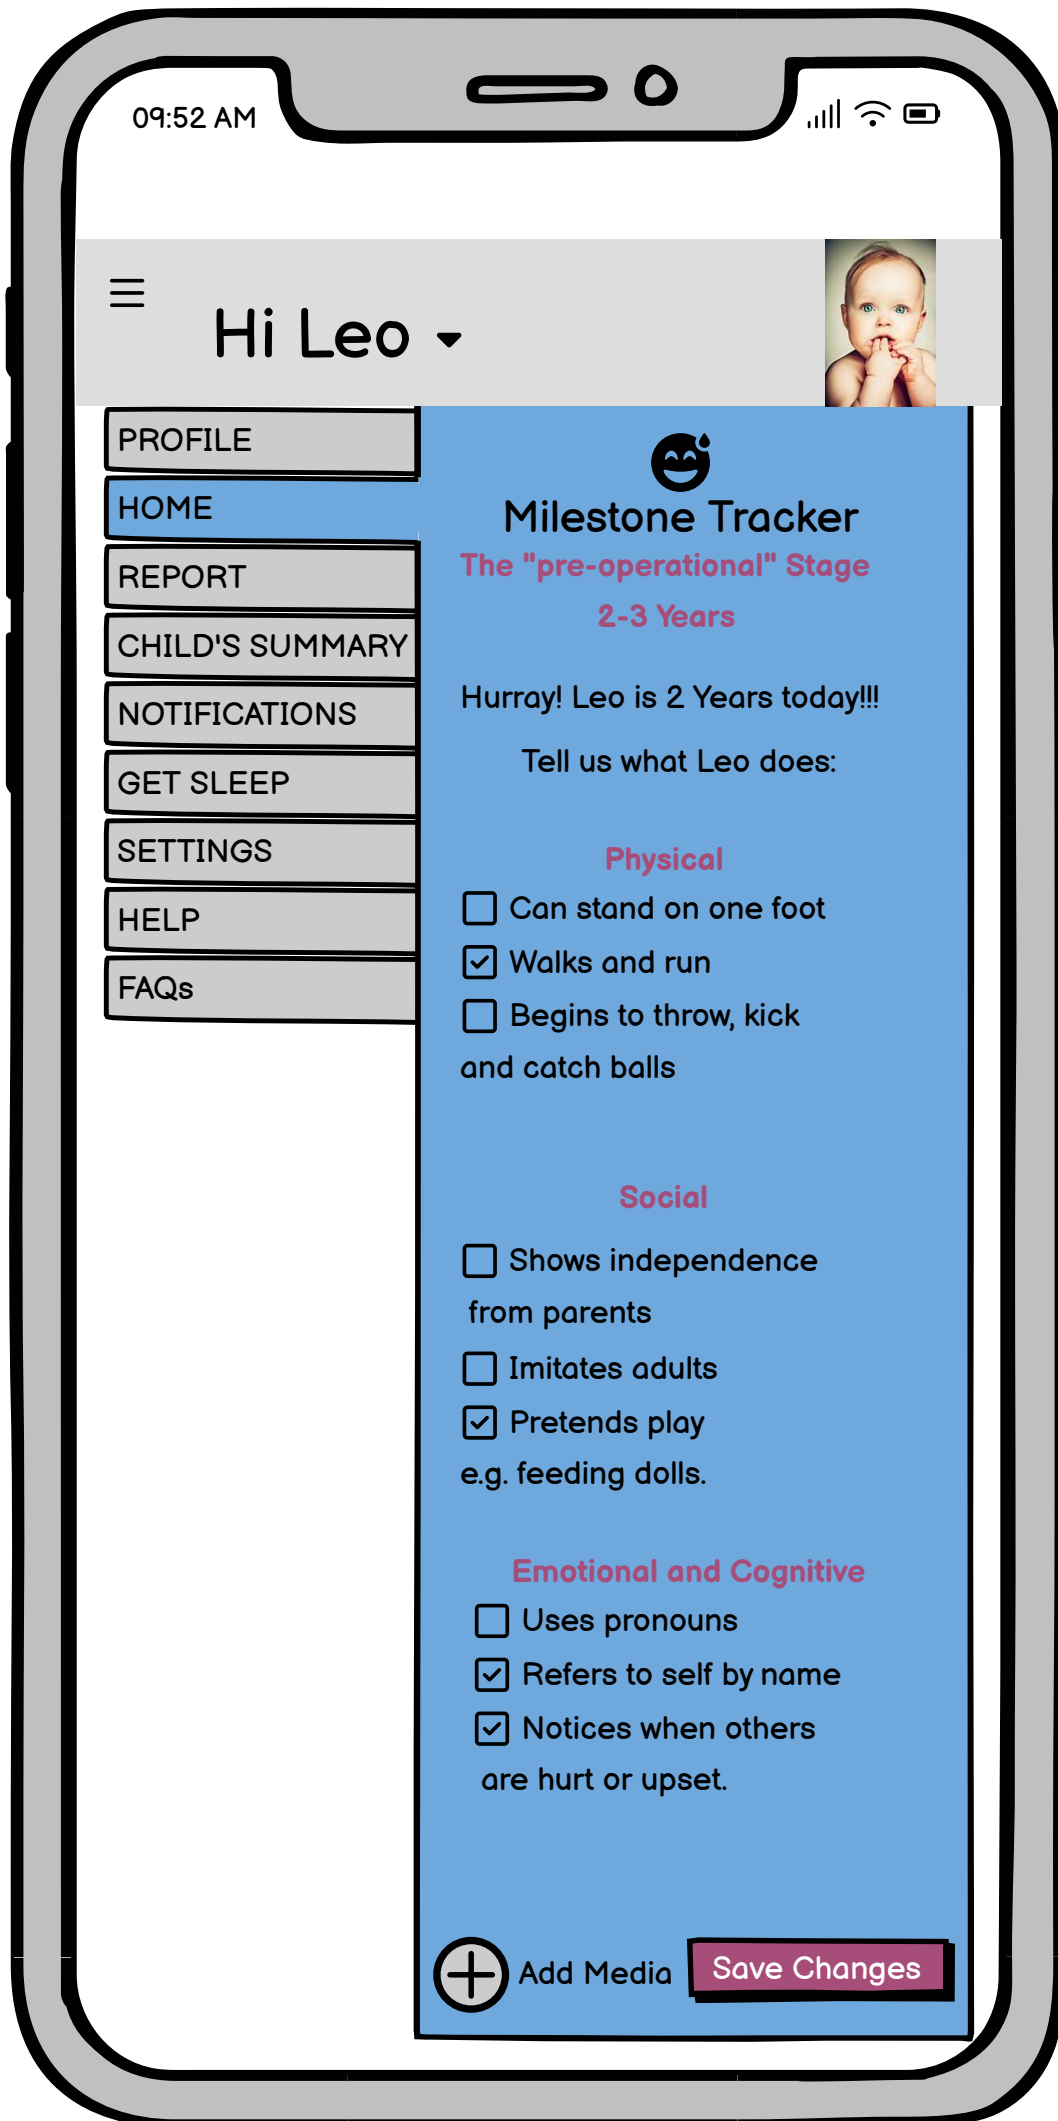 09:52 AM
Hi Leo
PROFILE
HOME
REPORT
CHILD'S SUMMARY
NOTIFICATIONS
GET SLEEP
SETTINGS
HELP
FAQs
Milestone Tracker
The "pre-operational" Stage
2-3 Years
Hurray! Leo is 2 Years today!!!
Tell us what Leo does:
Physical
Can stand on one foot
Walks and run
Begins to throw, kick
and catch balls
Social
Shows independence
from parents
Imitates adults
Pretends play
e.g. feeding dolls.
Emotional and Cognitive
Uses pronouns
Refers to self by name
Notices when others
are hurt or upset.
Add Media
Save Changes